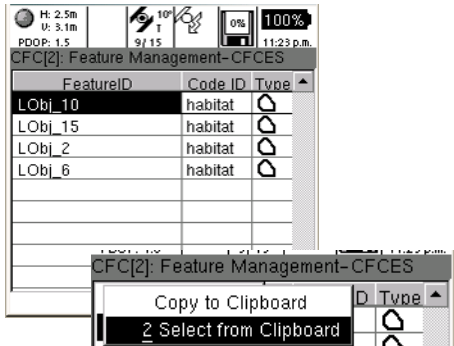 H: 2.5m
V: 3.1m
PDOP: 1.5
10°
T
9/ 15
0%
100%
11:23 p.m.
CFC[2]: Feature Management-CFCES
FeatureID Code ID Type
LObj_10 habitat
LObj_15 habitat
LObj_2 habitat
LObj_6 habitat
CFC[2]: Feature Management-CFCES
Copy to Clipboard
D Type
2 Select from Clipboard